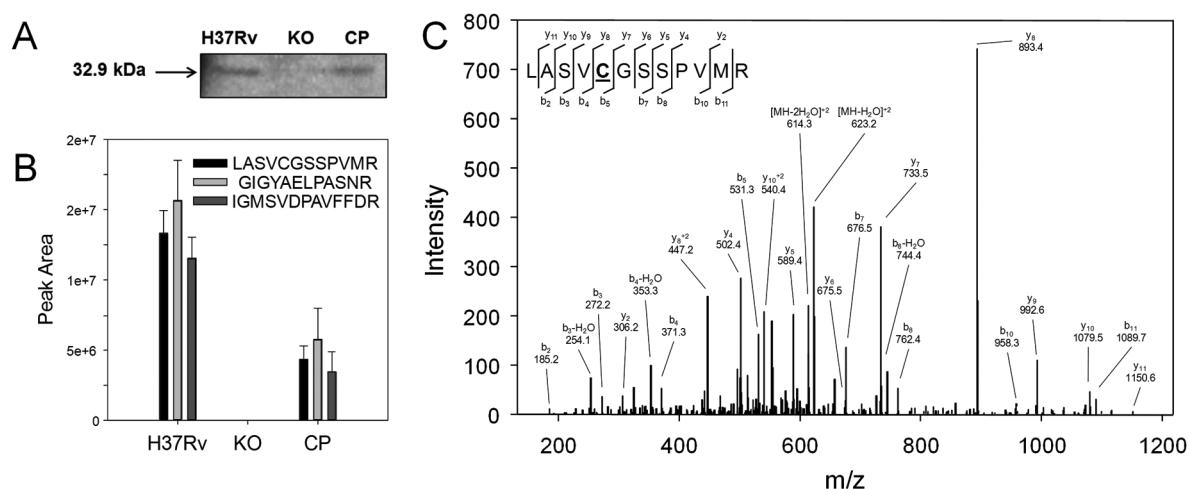 A
H37Rv KO CP
32.9 kDa
B
2e+7
2e+7
1e+7
5e+6
0
Peak Area
LASVCGSSPVMR
GIGYAELPASNR
IGMSVDPAVFFDR
H37Rv KO CP
C
800
700
600
500
400
300
200
100
0
Intensity
y11 y10 y9 y8 y7 y6 y5 y4 y2
LASVCGSSPVMR
b2 b3 b4 b5 b7 b8 b10 b11
b2
185.2
b3-H2O
254.1
b3
272.2
y2
306.2
b4-H2O
353.3
b4
371.3
y8+2
447.2
y4
502.4
b5
531.3
y10+2
540.4
y5
589.4
[MH-2H2O]+2
614.3
[MH-H2O]+2
623.2
y6
675.5
b7
676.5
y7
733.5
b8-H2O
744.4
b8
762.4
y8
893.4
b10
958.3
y9
992.6
y10
1079.5
b11
1089.7
y11
1150.6
200 400 600 800 1000 1200
m/z